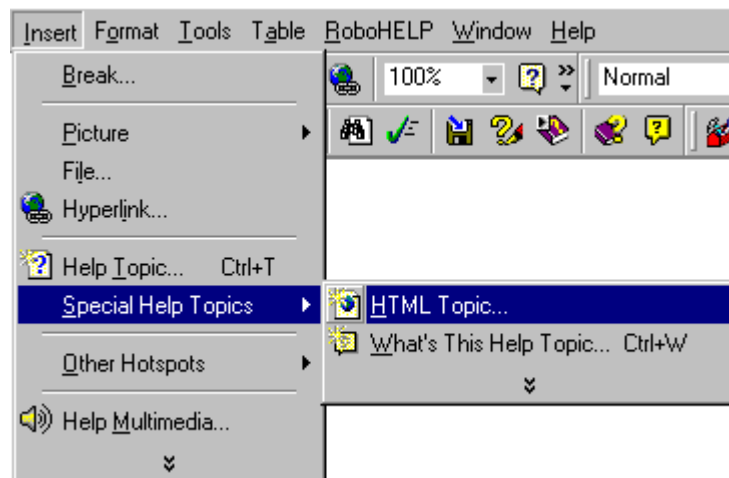 Insert Format Tools Table RoboHELP Window Help
Break...
100% Normal
Picture
File...
Hyperlink...
Help Topic... Ctrl+T
Special Help Topics HTML Topic...
What's This Help Topic... Ctrl+W
Other Hotspots
Help Multimedia...